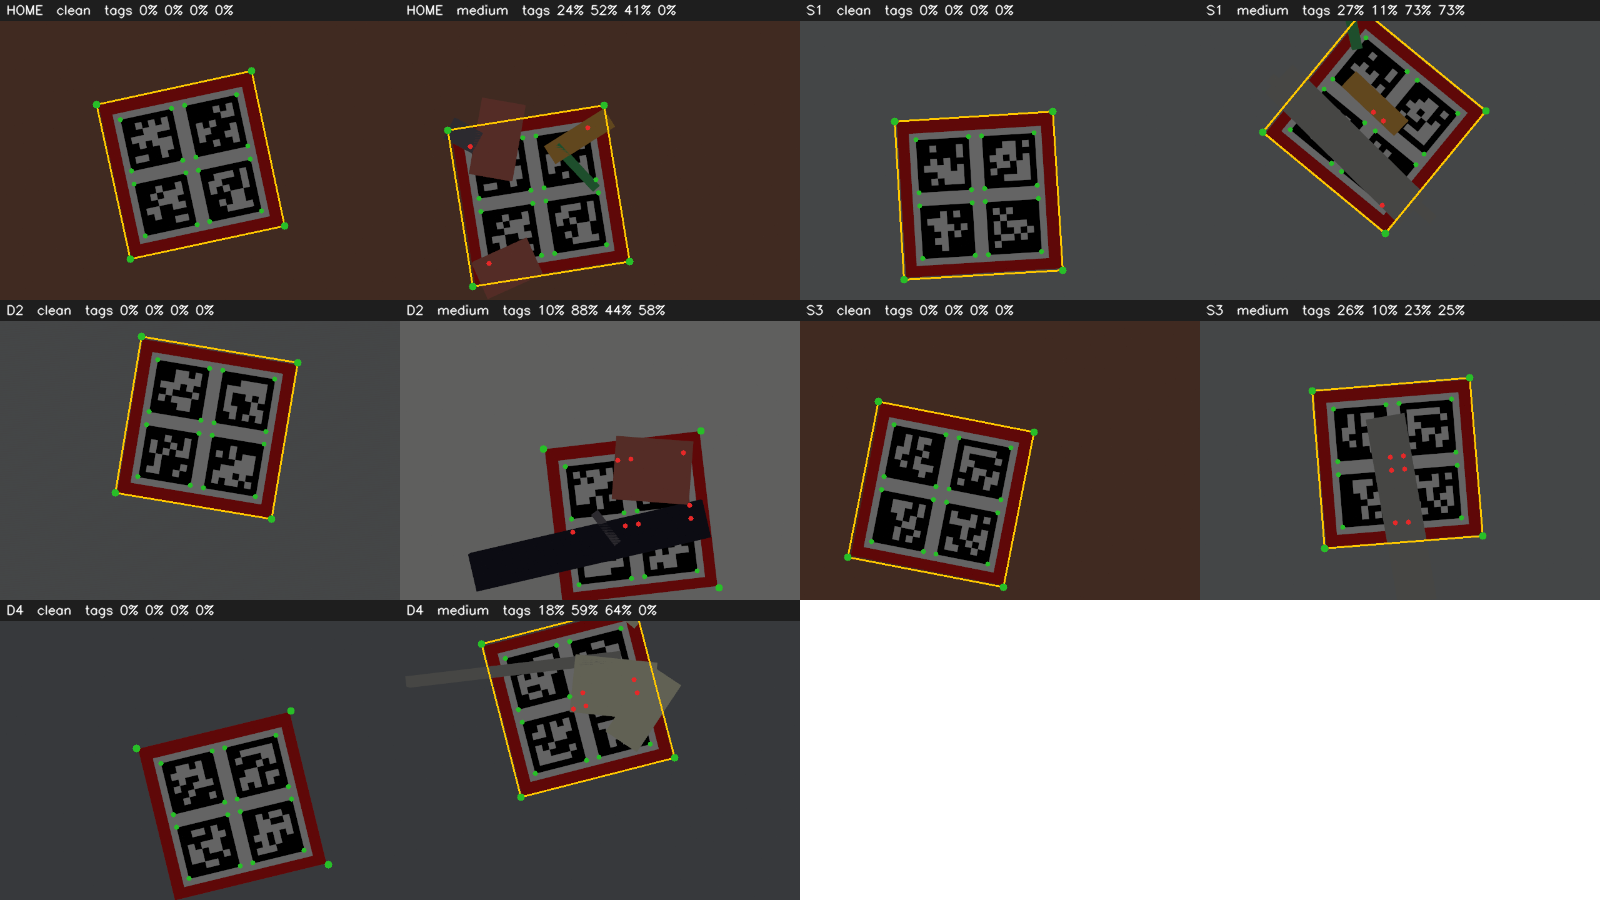 HOME clean tags 0% 0% 0% 0%
HOME medium tags 24% 52% 41% 0%
S1 clean tags 0% 0% 0% 0%
S1 medium tags 27% 11% 73% 73%
D2 clean tags 0% 0% 0% 0%
D2 medium tags 10% 88% 44% 58%
S3 clean tags 0% 0% 0% 0%
S3 medium tags 26% 10% 23% 25%
D4 clean tags 0% 0% 0% 0%
D4 medium tags 18% 59% 64% 0%